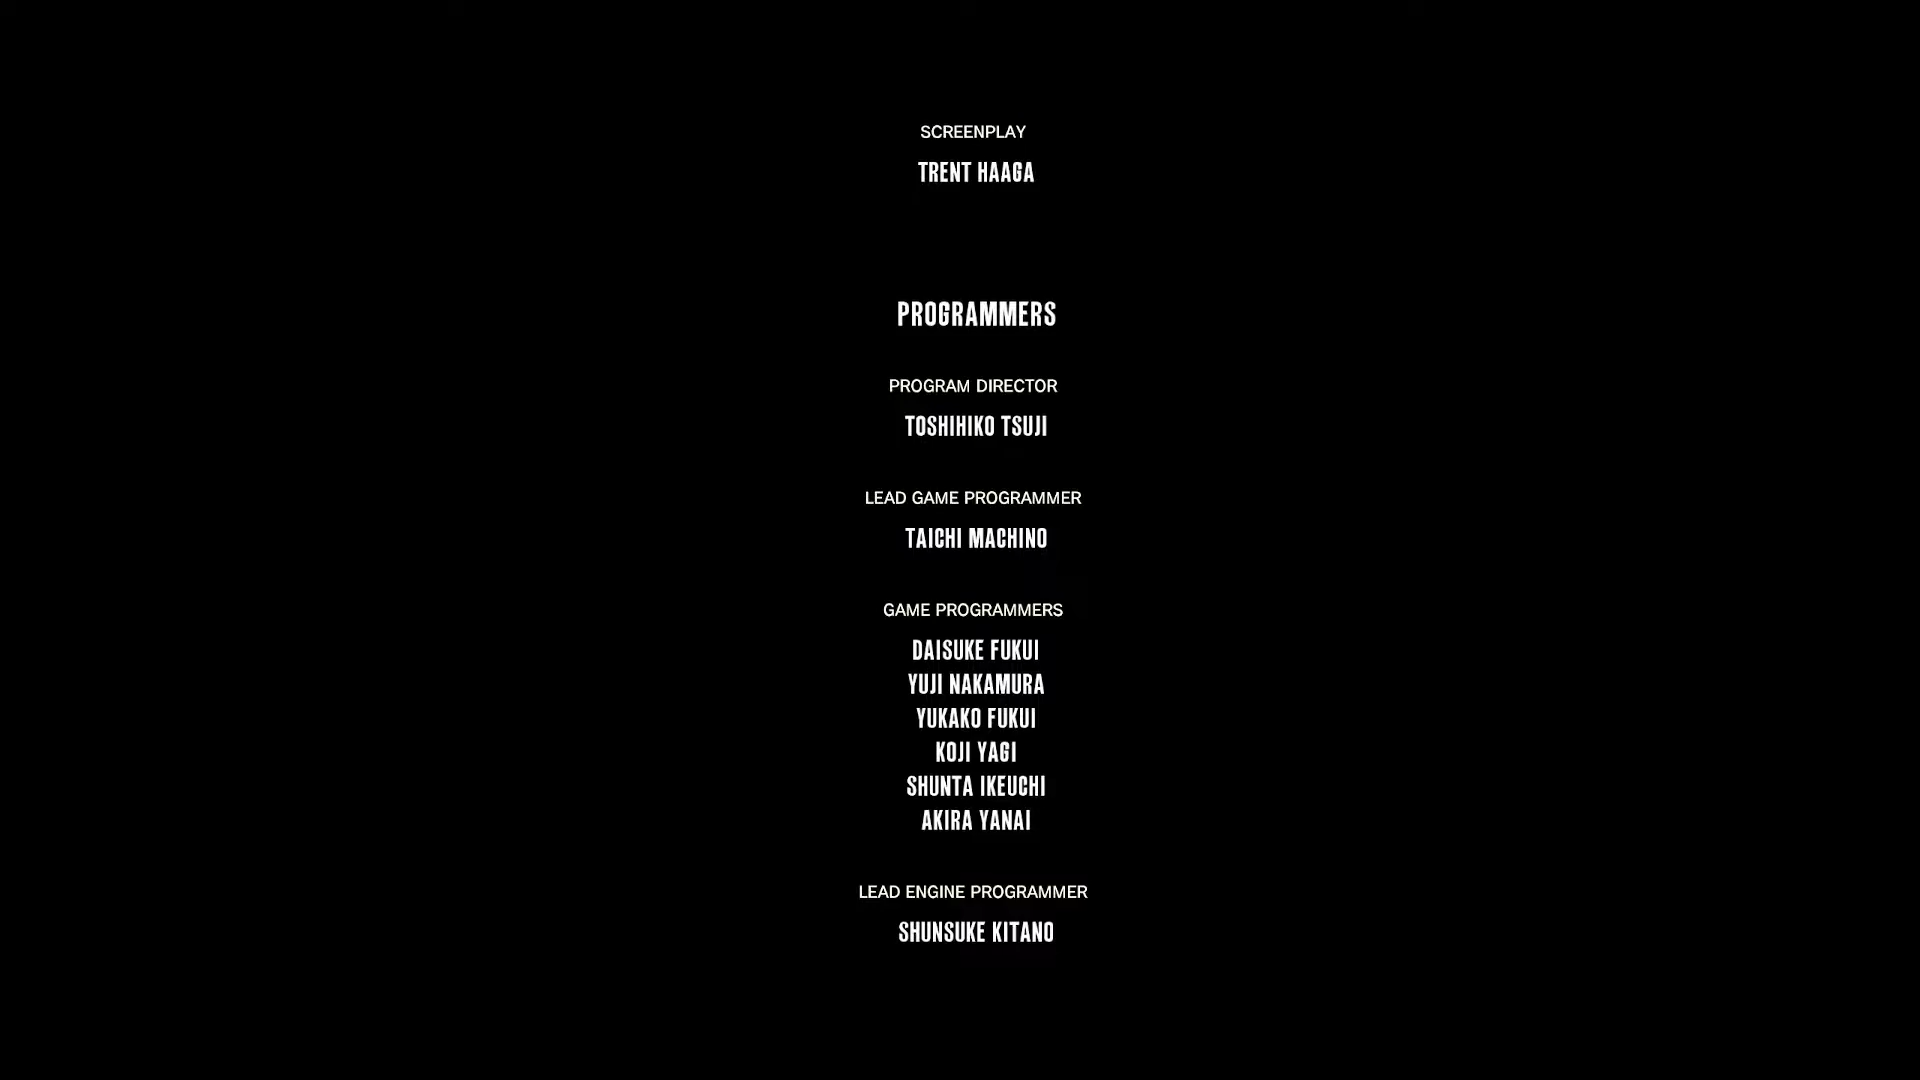 SCREENPLAY
TRENT HAAGA
PROGRAMMERS
PROGRAM DIRECTOR
TOSHIHIKO TSUJI
LEAD GAME PROGRAMMER
TAICHI MACHINO
GAME PROGRAMMERS
DAISUKE FUKUI
YUJI NAKAMURA
YUKAKO FUKUI
KOJI YAGI
SHUNTA IKEUCHI
AKIRA YANAI
LEAD ENGINE PROGRAMMER
SHUNSUKE KITANO